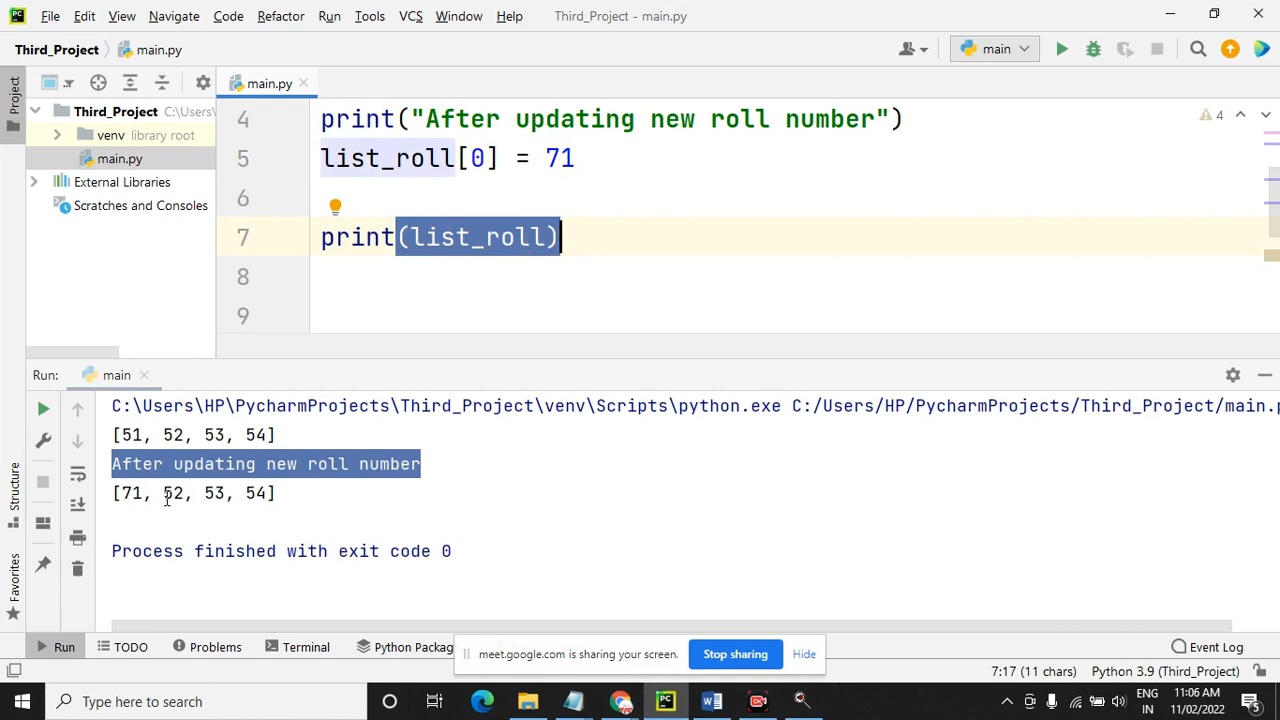 File Edit View Navigate Code Refactor Run Tools VCS Window Help Third_Project - main.py
Third_Project main.py main
Project
main.py
Third_Project C:\Users\
venv library root
main.py
External Libraries
Scratches and Consoles
4 print("After updating new roll number") 4
5 list_roll[0] = 71
6
7 print(list_roll)
8
9
Run: main
C:\Users\HP\PycharmProjects\Third_Project\venv\Scripts\python.exe C:/Users/HP/PycharmProjects/Third_Project/main.p
[51, 52, 53, 54]
After updating new roll number
[71, 52, 53, 54]
Process finished with exit code 0
Structure
Favorites
Run TODO Problems Terminal Python Packag Event Log
meet.google.com is sharing your screen. Stop sharing Hide
7:17 (11 chars) Python 3.9 (Third_Project)
Type here to search
ENG
IN
11:06 AM
11/02/2022
5